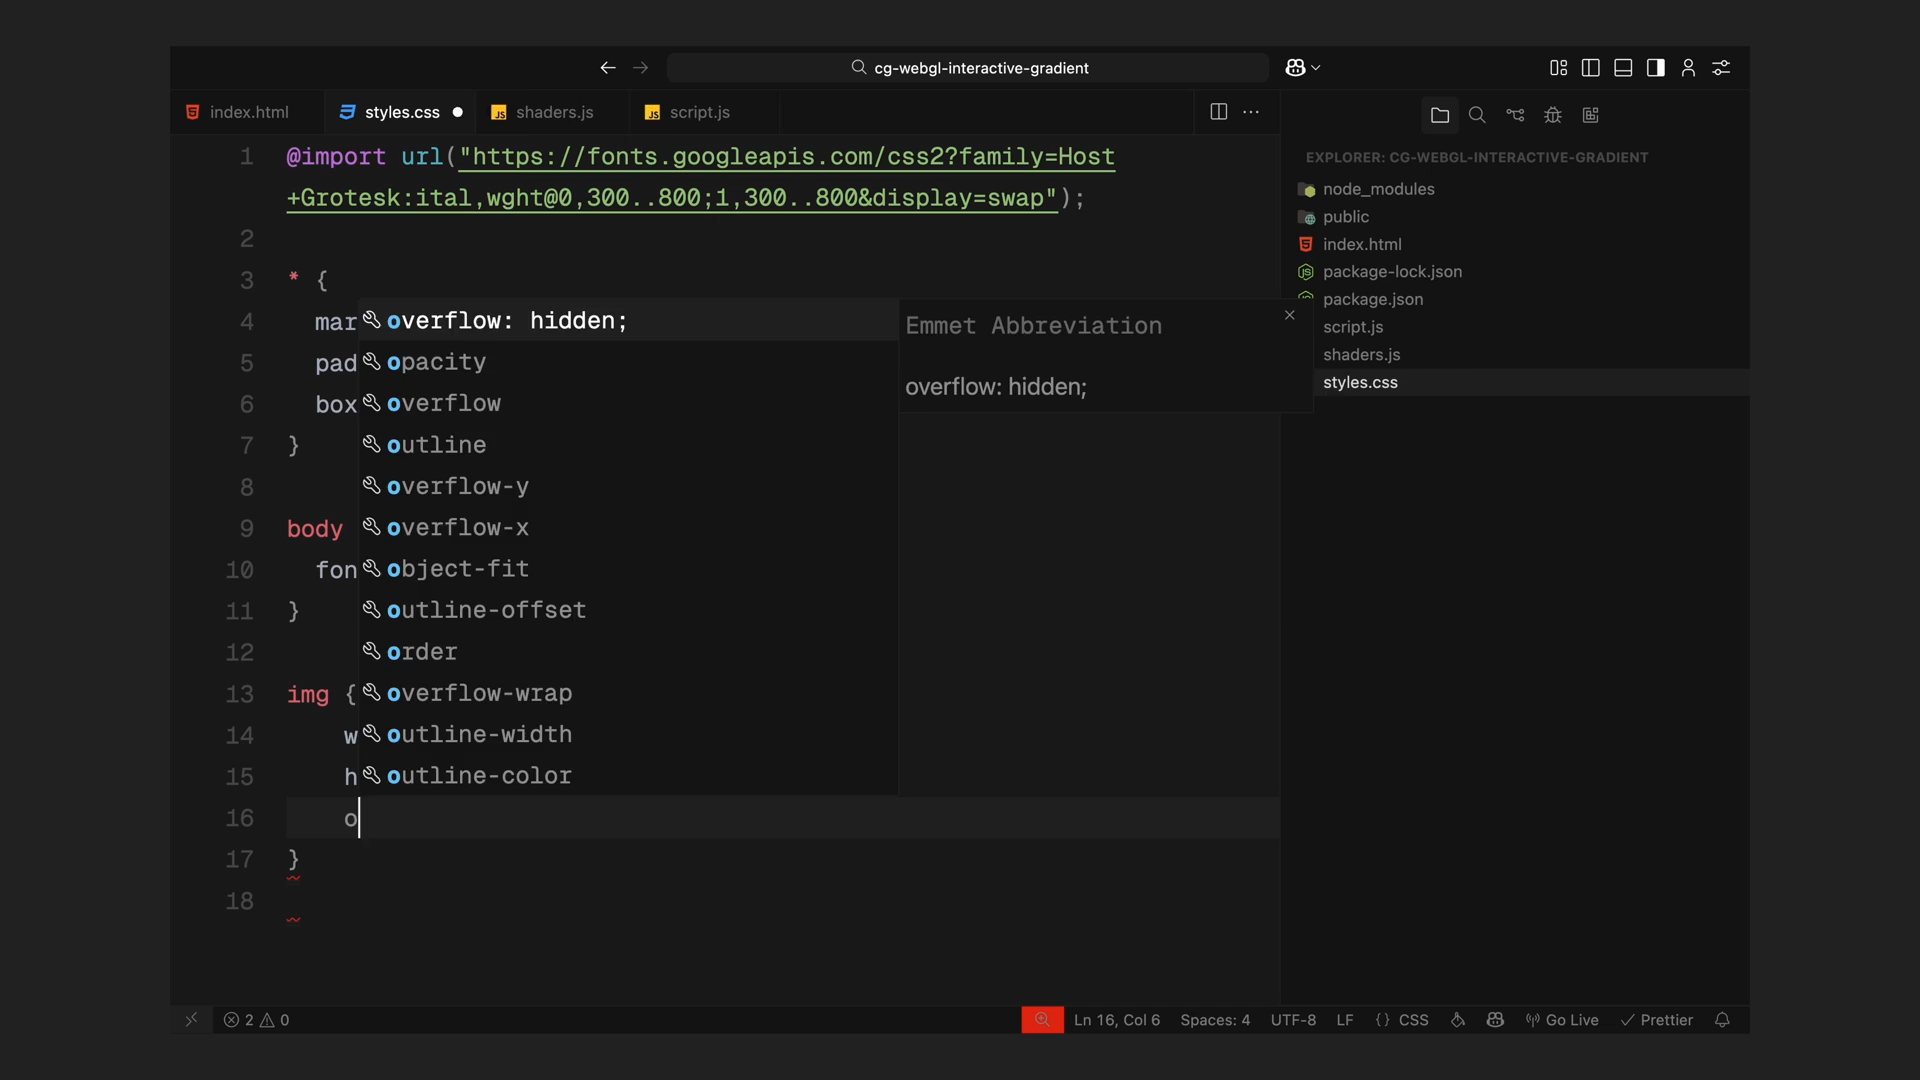 cg-webgl-interactive-gradient
index.html
styles.css
shaders.js
script.js
1 @import url("https://fonts.googleapis.com/css2?family=Host
+Grotesk:ital,wght@0,300..800;1,300..800&display=swap");
2
3 * {
4 mar
5 pad
6 box
7 }
8
9 body
10 fon
11 }
12
13 img {
14 w
15 h
16 o
17 }
18
overflow: hidden;
opacity
overflow
outline
overflow-y
overflow-x
object-fit
outline-offset
order
overflow-wrap
outline-width
outline-color
Emmet Abbreviation
overflow: hidden;
EXPLORER: CG-WEBGL-INTERACTIVE-GRADIENT
node_modules
public
index.html
package-lock.json
package.json
script.js
shaders.js
styles.css
2 0
Ln 16, Col 6
Spaces: 4
UTF-8
LF
{} CSS
Go Live
Prettier